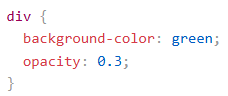 div {
  background-color: green;
  opacity: 0.3;
}